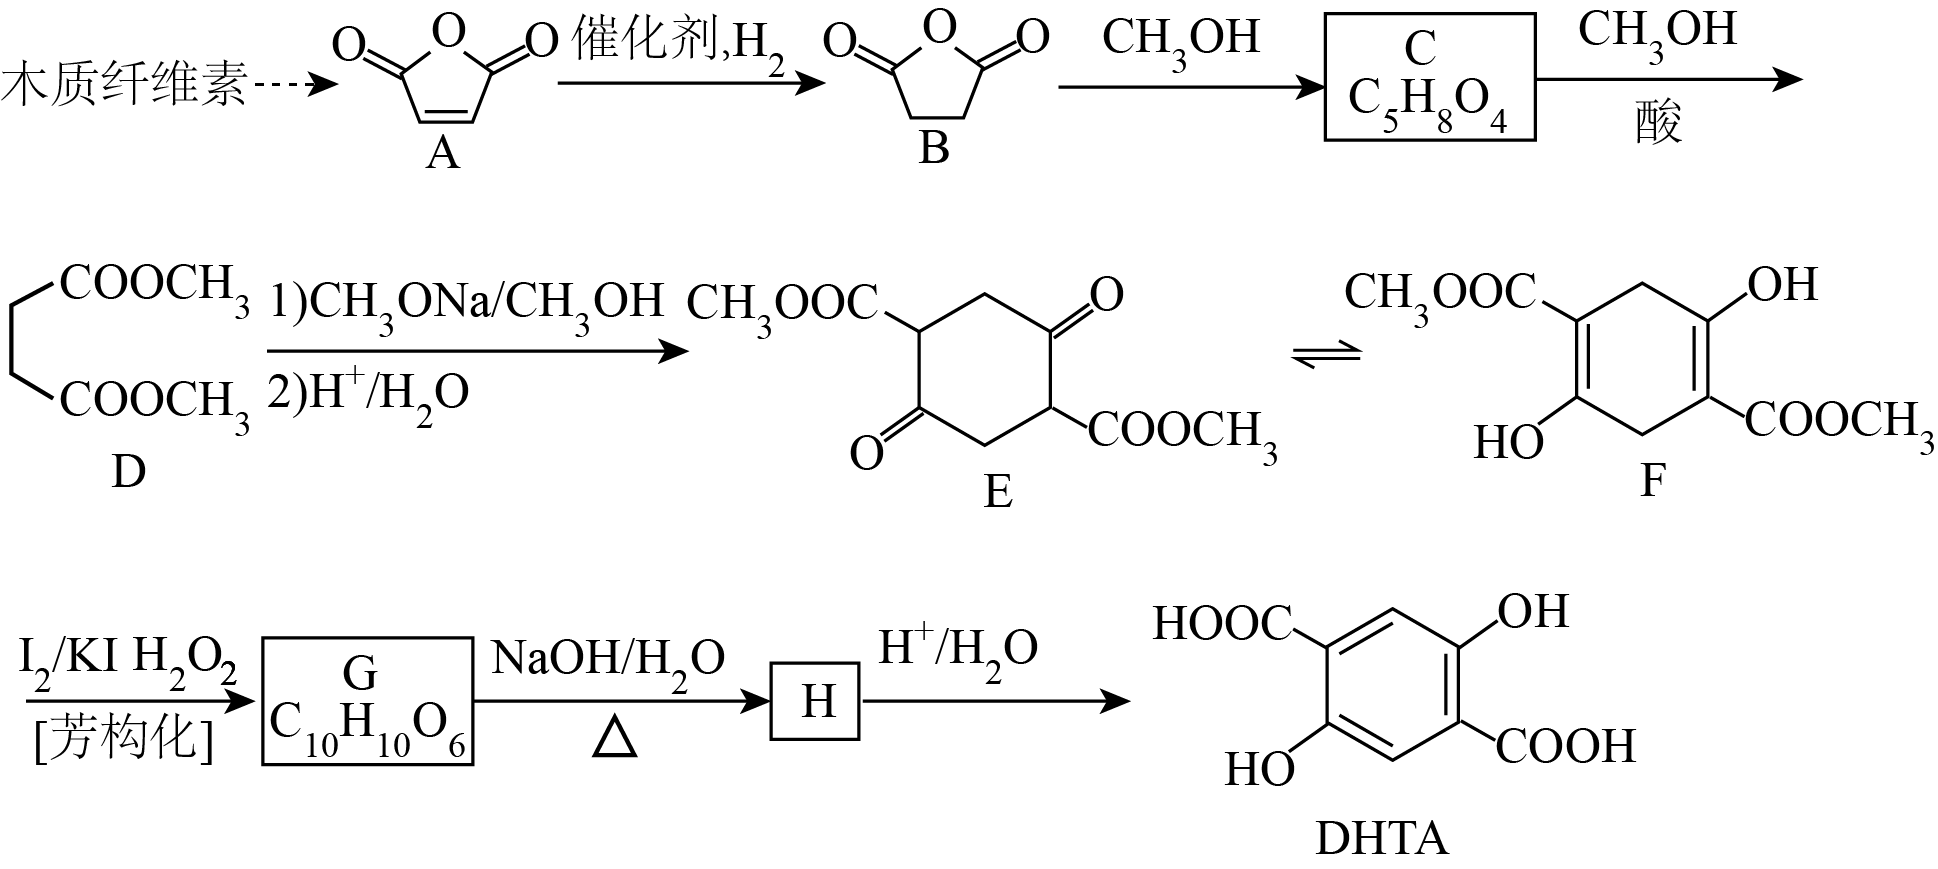 木质纤维素
O O O
A
催化剂,H₂
O O O
B
CH₃OH
C
C₅H₈O₄
CH₃OH
酸
COOCH₃
COOCH₃
D
1)CH₃ONa/CH₃OH
2)H⁺/H₂O
CH₃OOC
O
O
COOCH₃
E
CH₃OOC
OH
HO
COOCH₃
F
I₂/KI H₂O₂
[芳构化]
G
C₁₀H₁₀O₆
NaOH/H₂O
△
H
H⁺/H₂O
HOOC
OH
HO
COOH
DHTA